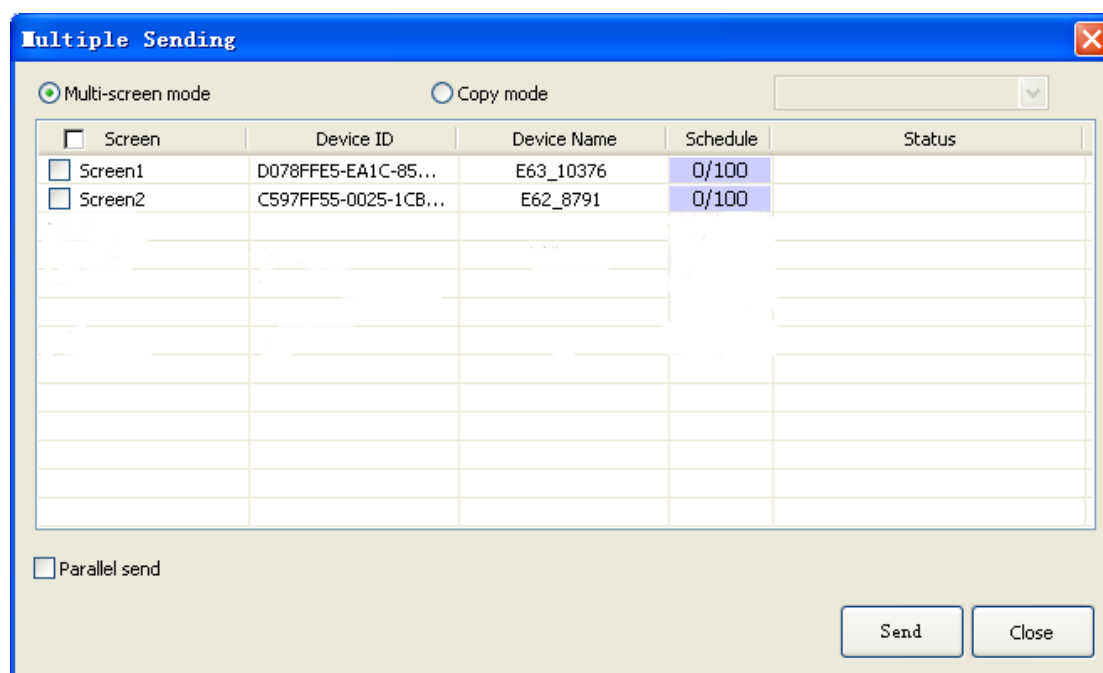 Multiple Sending
Multi-screen mode Copy mode
Screen Device ID Device Name Schedule Status
Screen1 D078FFE5-EA1C-85... E63_10376 0/100
Screen2 C597FF55-0025-1CB... E62_8791 0/100
Parallel send
Send Close